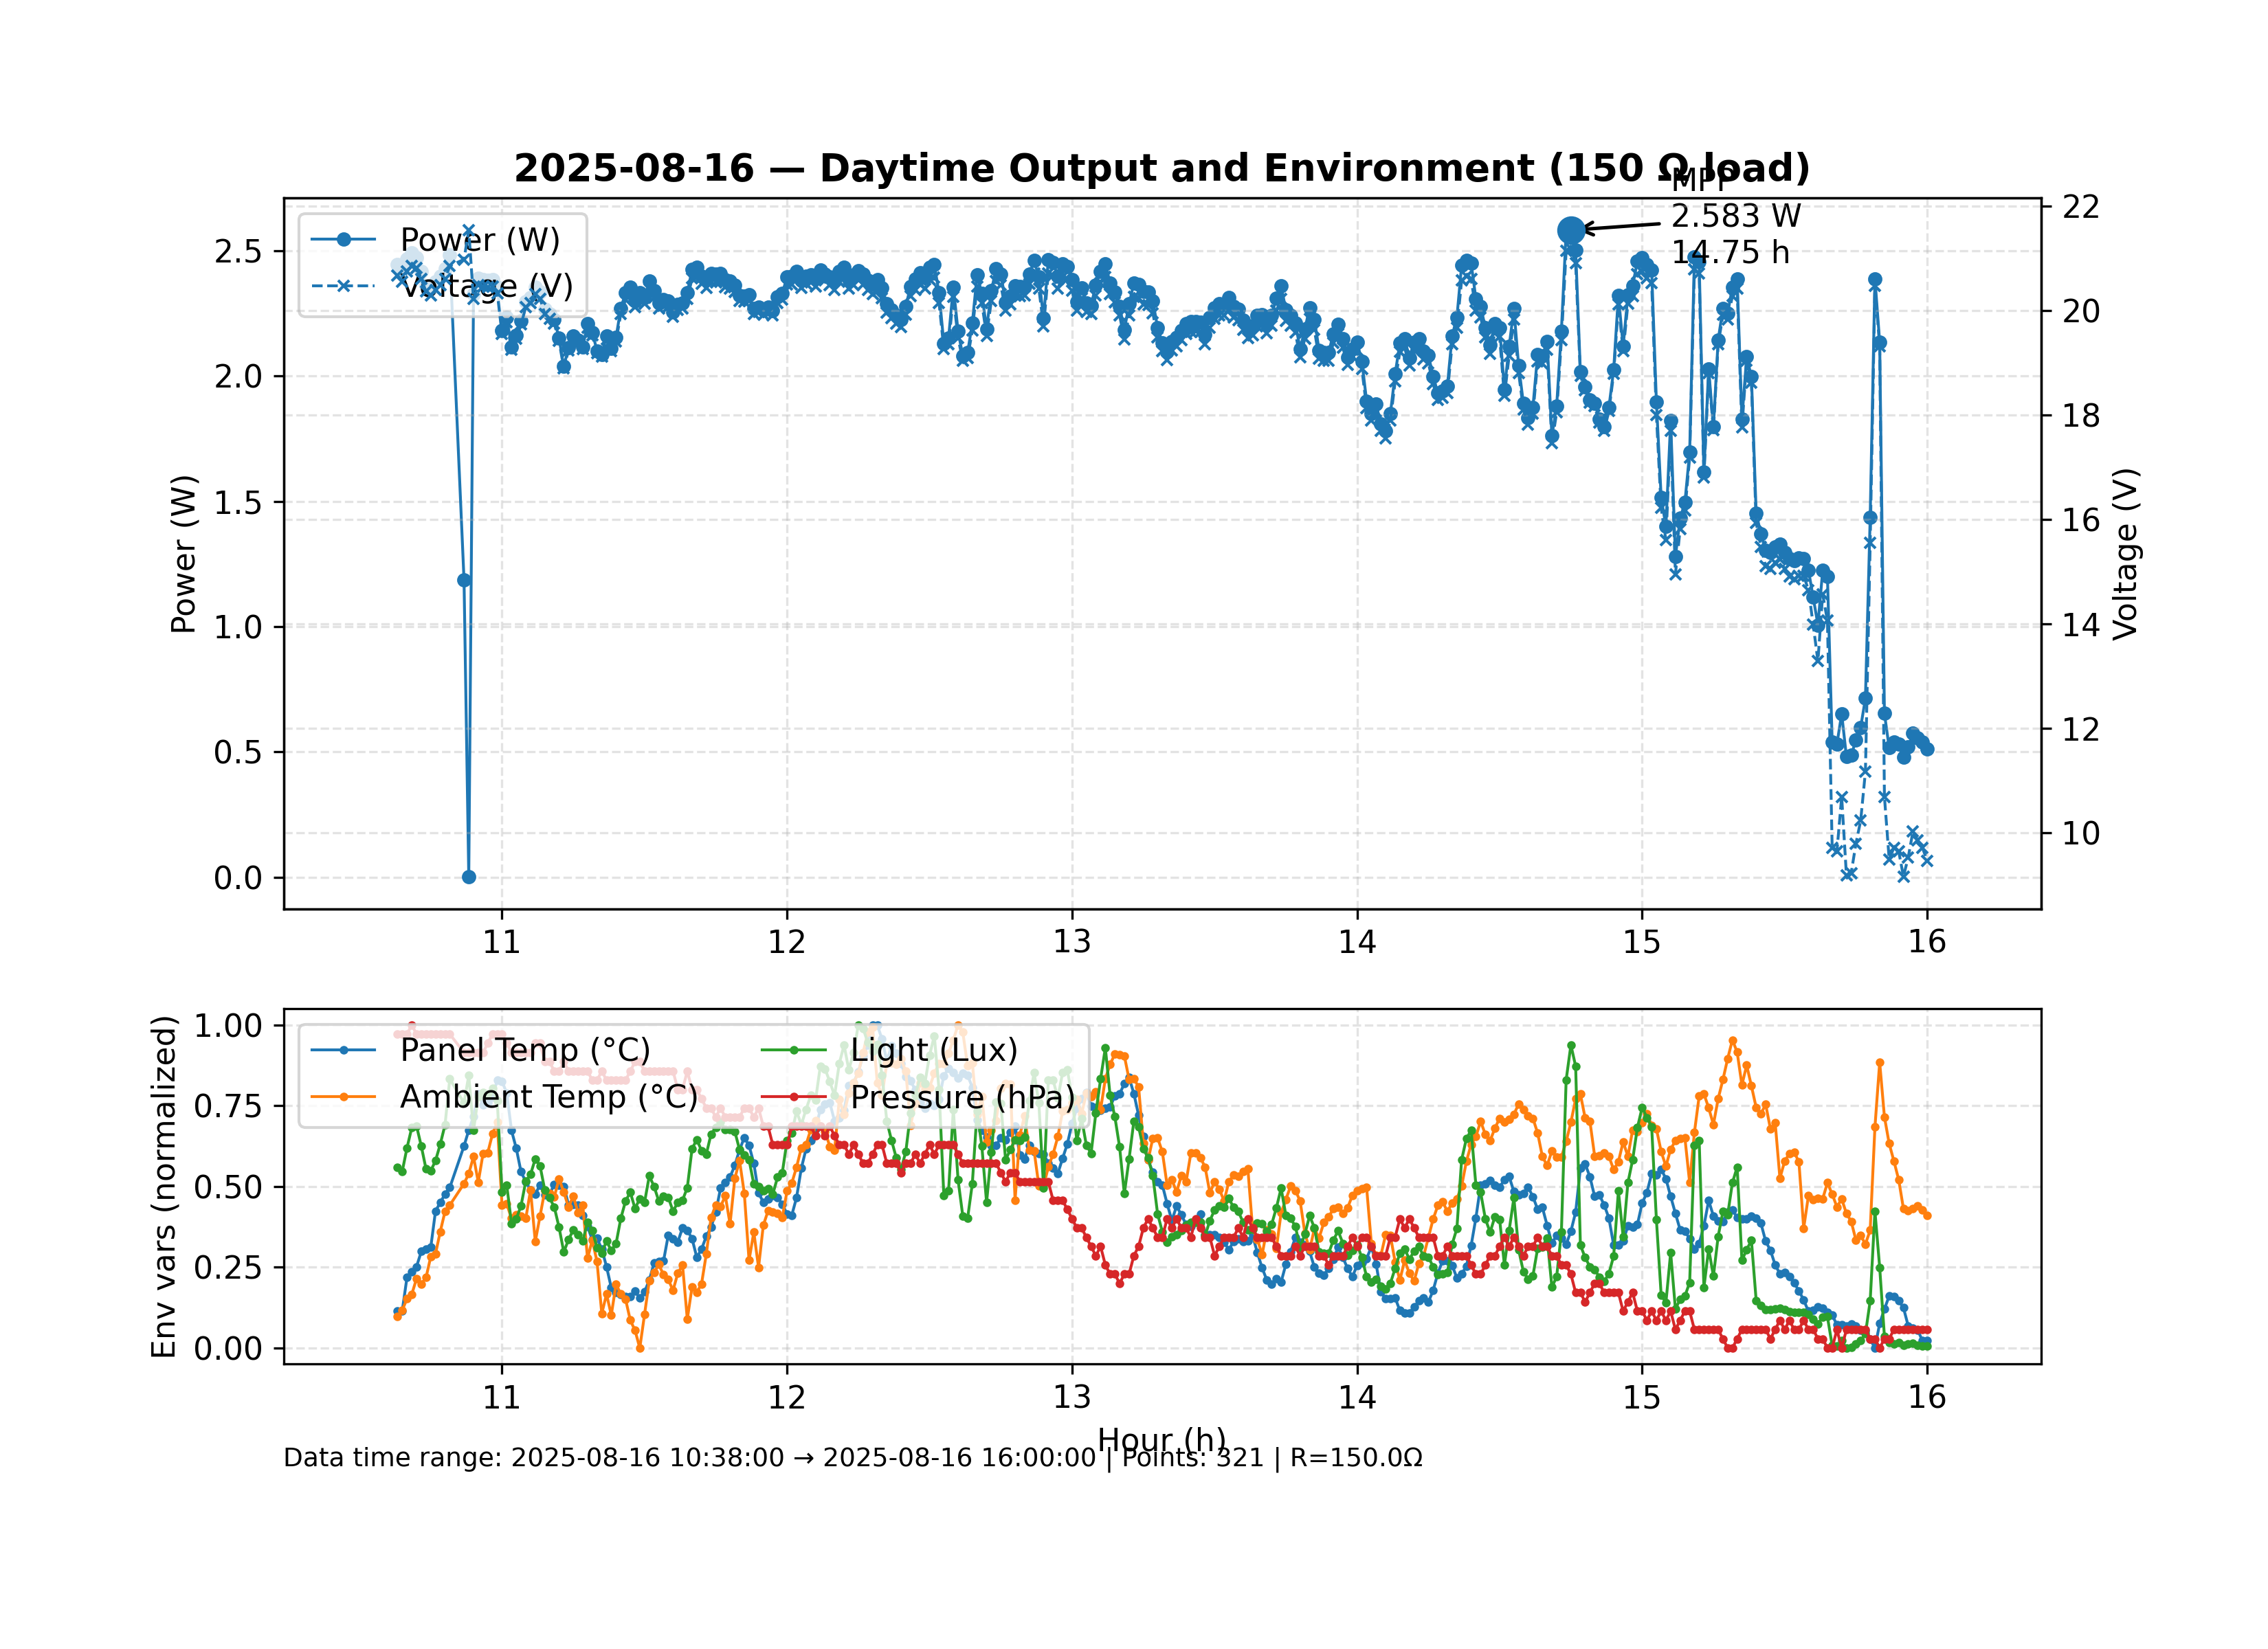 2025-08-16 — Daytime Output and Environment (150 Ω load)
MPP
2.583 W
14.75 h
Power (W)
Voltage (V)
Power (W)
2.5
2.0
1.5
1.0
0.5
0.0
22
20
18
16
14
12
10
Voltage (V)
11 12 13 14 15 16
Panel Temp (°C) Light (Lux)
Ambient Temp (°C) Pressure (hPa)
Env vars (normalized)
1.00
0.75
0.50
0.25
0.00
11 12 13 14 15 16
Hour (h)
Data time range: 2025-08-16 10:38:00 → 2025-08-16 16:00:00 | Points: 321 | R=150.0Ω